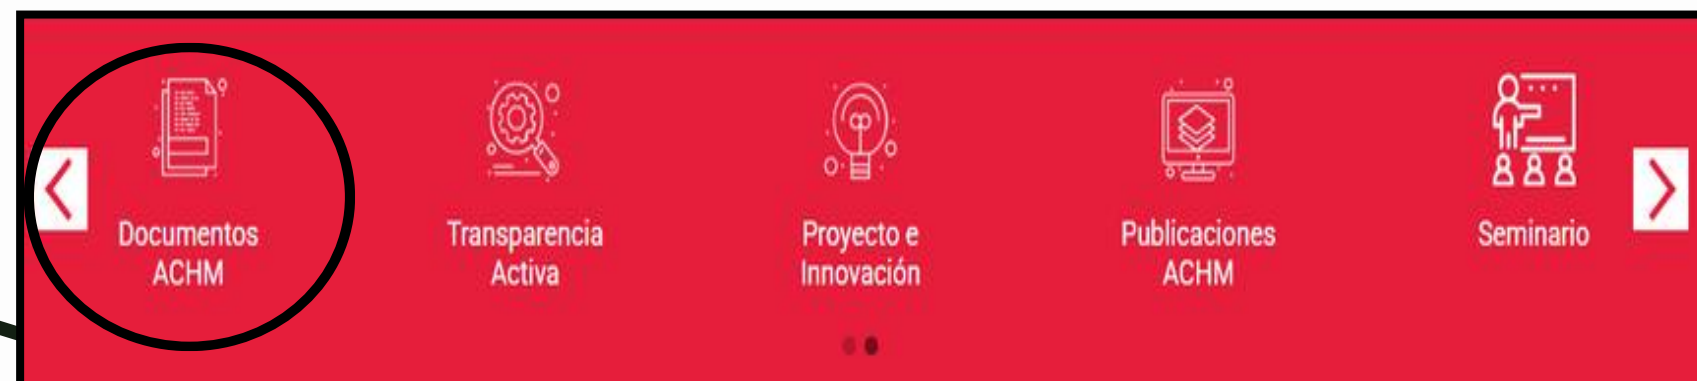 Documentos
ACHM
Transparencia
Activa
Proyecto e
Innovación
Publicaciones
ACHM
Seminario